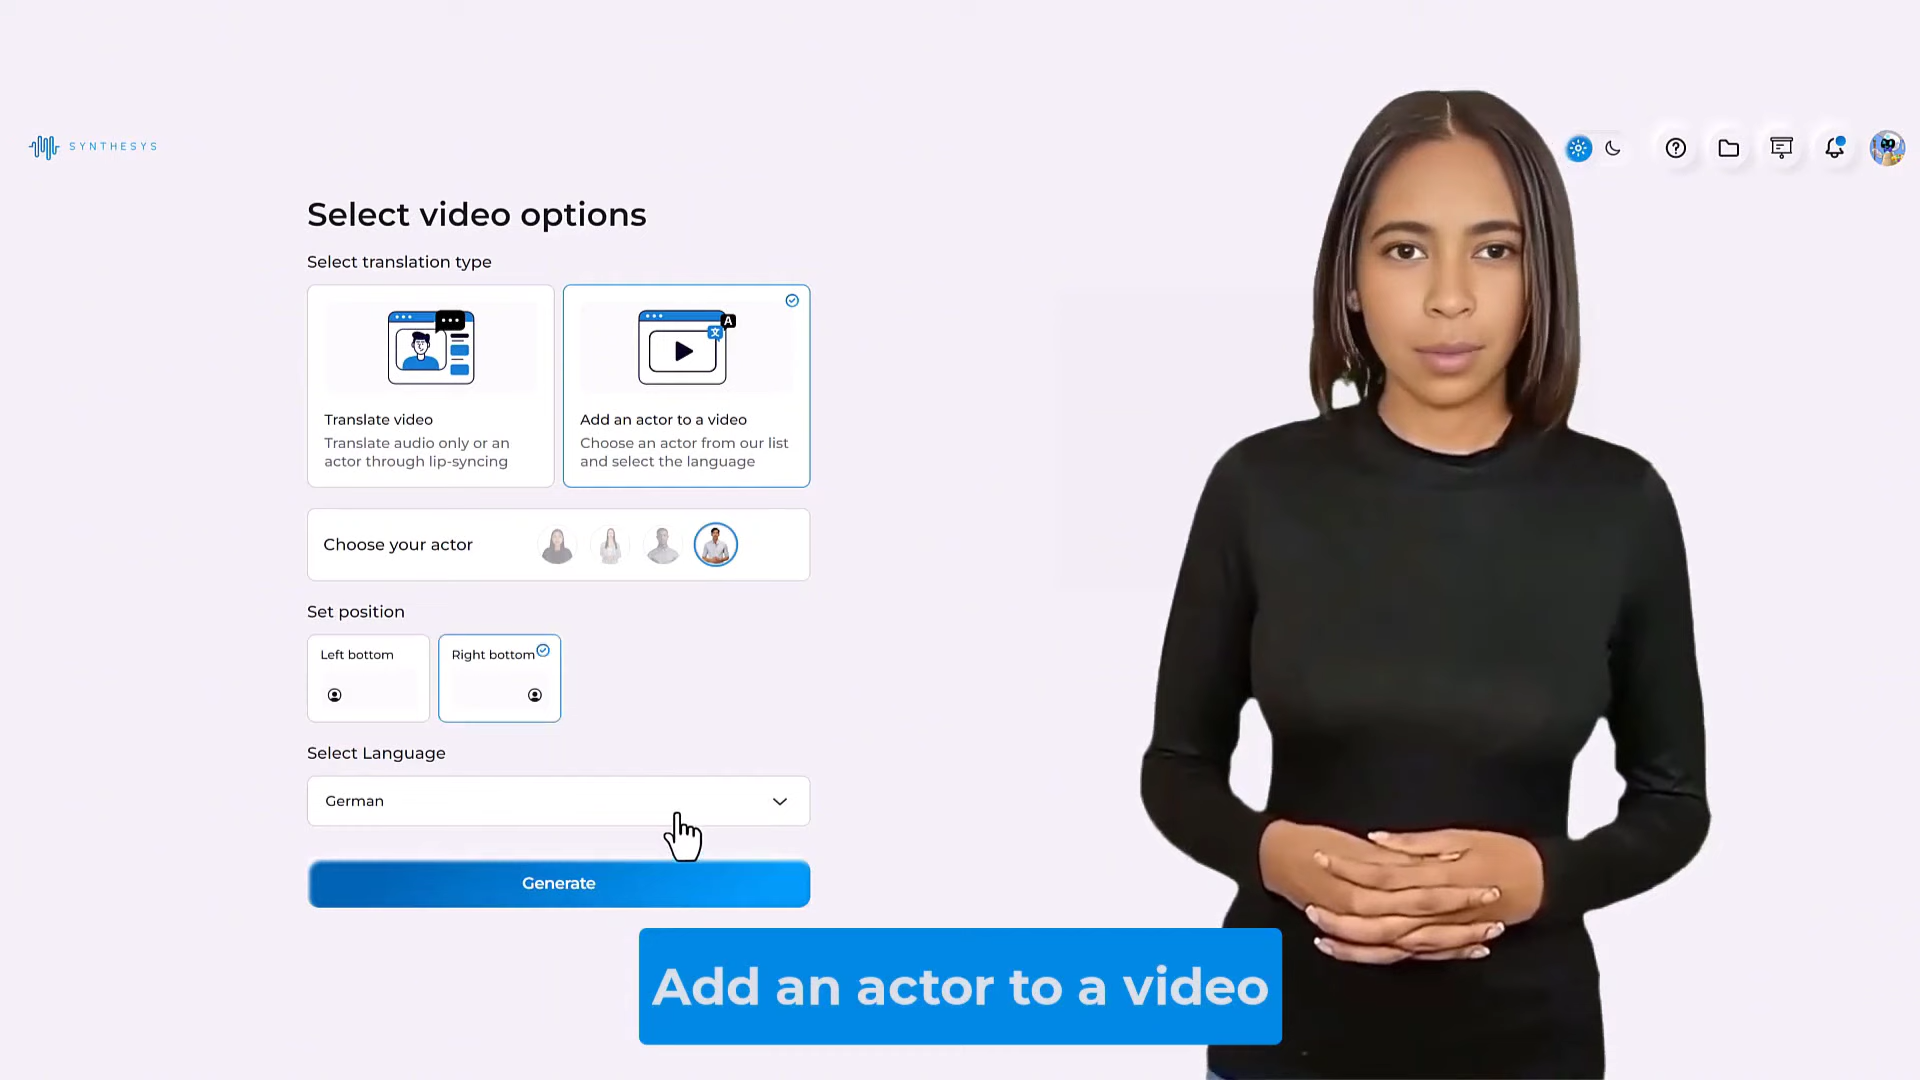 SYNTHESYS
Select video options
Select translation type
A
文
Translate video
Translate audio only or an
actor through lip-syncing
Add an actor to a video
Choose an actor from our list
and select the language
Choose your actor
Set position
Left bottom
Right bottom
Select Language
German
Generate
Add an actor to a video